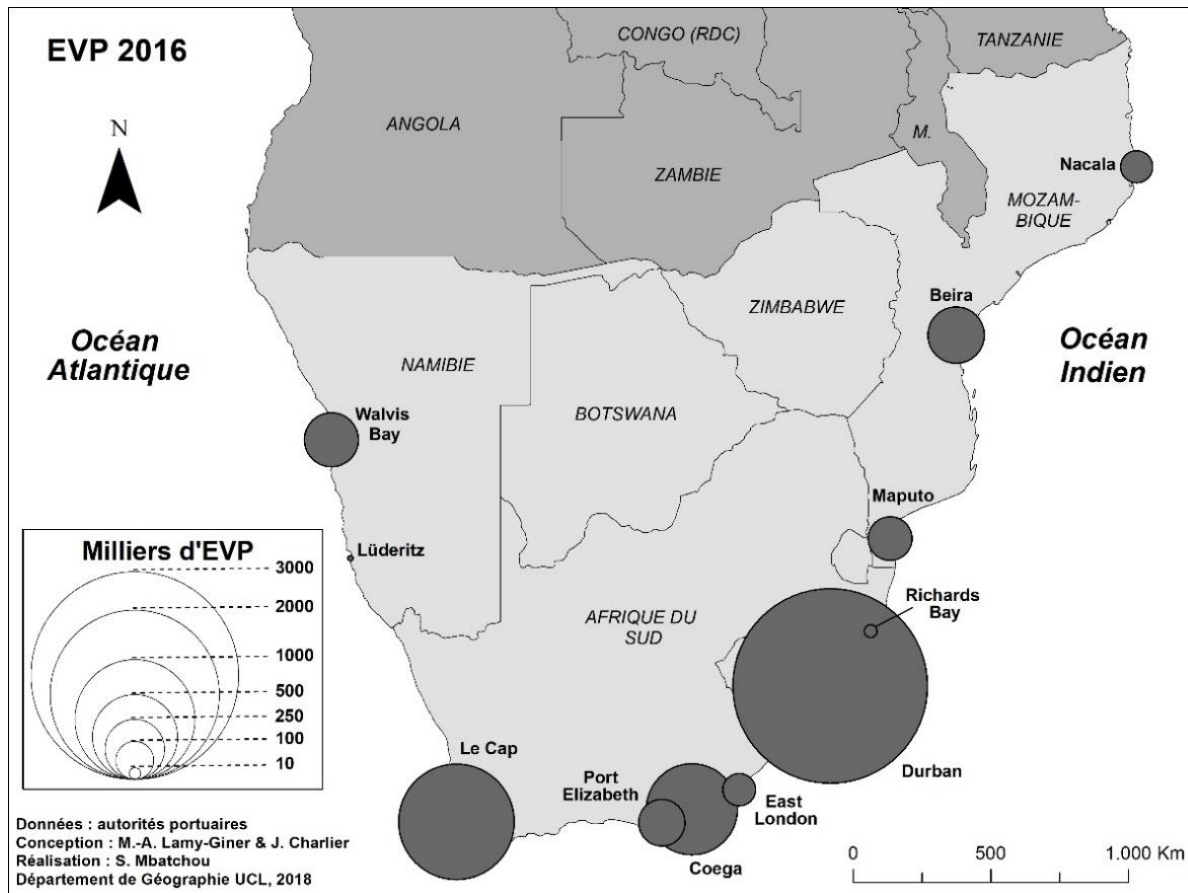 EVP 2016
N
CONGO (RDC)
TANZANIE
ANGOLA
M.
ZAMBIE
Nacala
MOZAM-
BIQUE
Beira
ZIMBABWE
Océan
Atlantique
Océan
Indien
NAMIBIE
BOTSWANA
Walvis
Bay
Maputo
Lüderitz
Richards
Bay
AFRIQUE DU
SUD
Milliers d'EVP
3000
2000
1000
500
250
100
10
Le Cap
Port
Elizabeth
East
London
Durban
Coega
Données : autorités portuaires
Conception : M.-A. Lamy-Giner & J. Charlier
Réalisation : S. Mbatchou
Département de Géographie UCL, 2018
0 500 1.000 Km